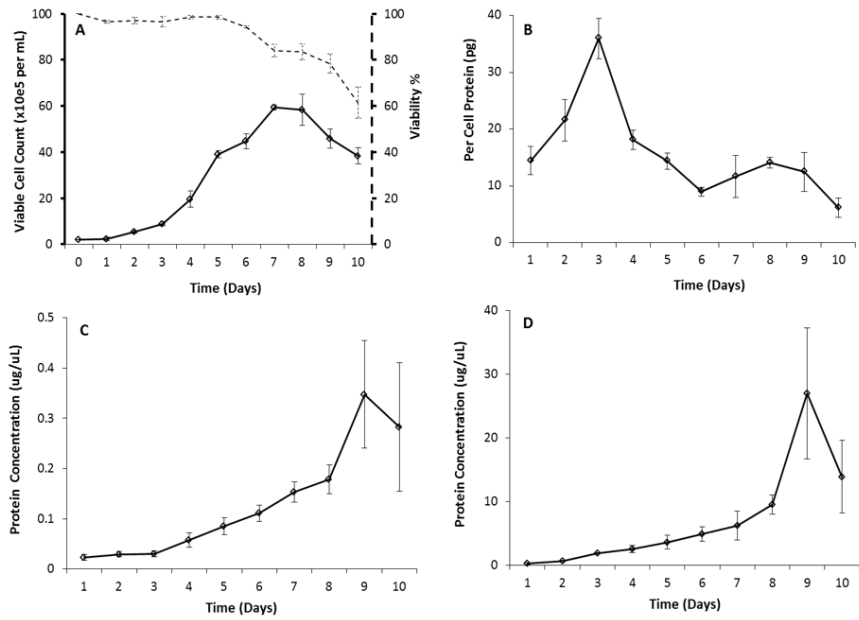 A
Viable Cell Count (x10e5 per mL)
100
80
60
40
20
0
100
80
60
40
20
0
Viability %
0 1 2 3 4 5 6 7 8 9 10
Time (Days)
B
Per Cell Protein (pg)
40
30
20
10
0
1 2 3 4 5 6 7 8 9 10
Time (Days)
C
Protein Concentration (ug/uL)
0.5
0.4
0.3
0.2
0.1
0
1 2 3 4 5 6 7 8 9 10
Time (Days)
D
Protein Concentration (ug/uL)
40
30
20
10
0
1 2 3 4 5 6 7 8 9 10
Time (Days)